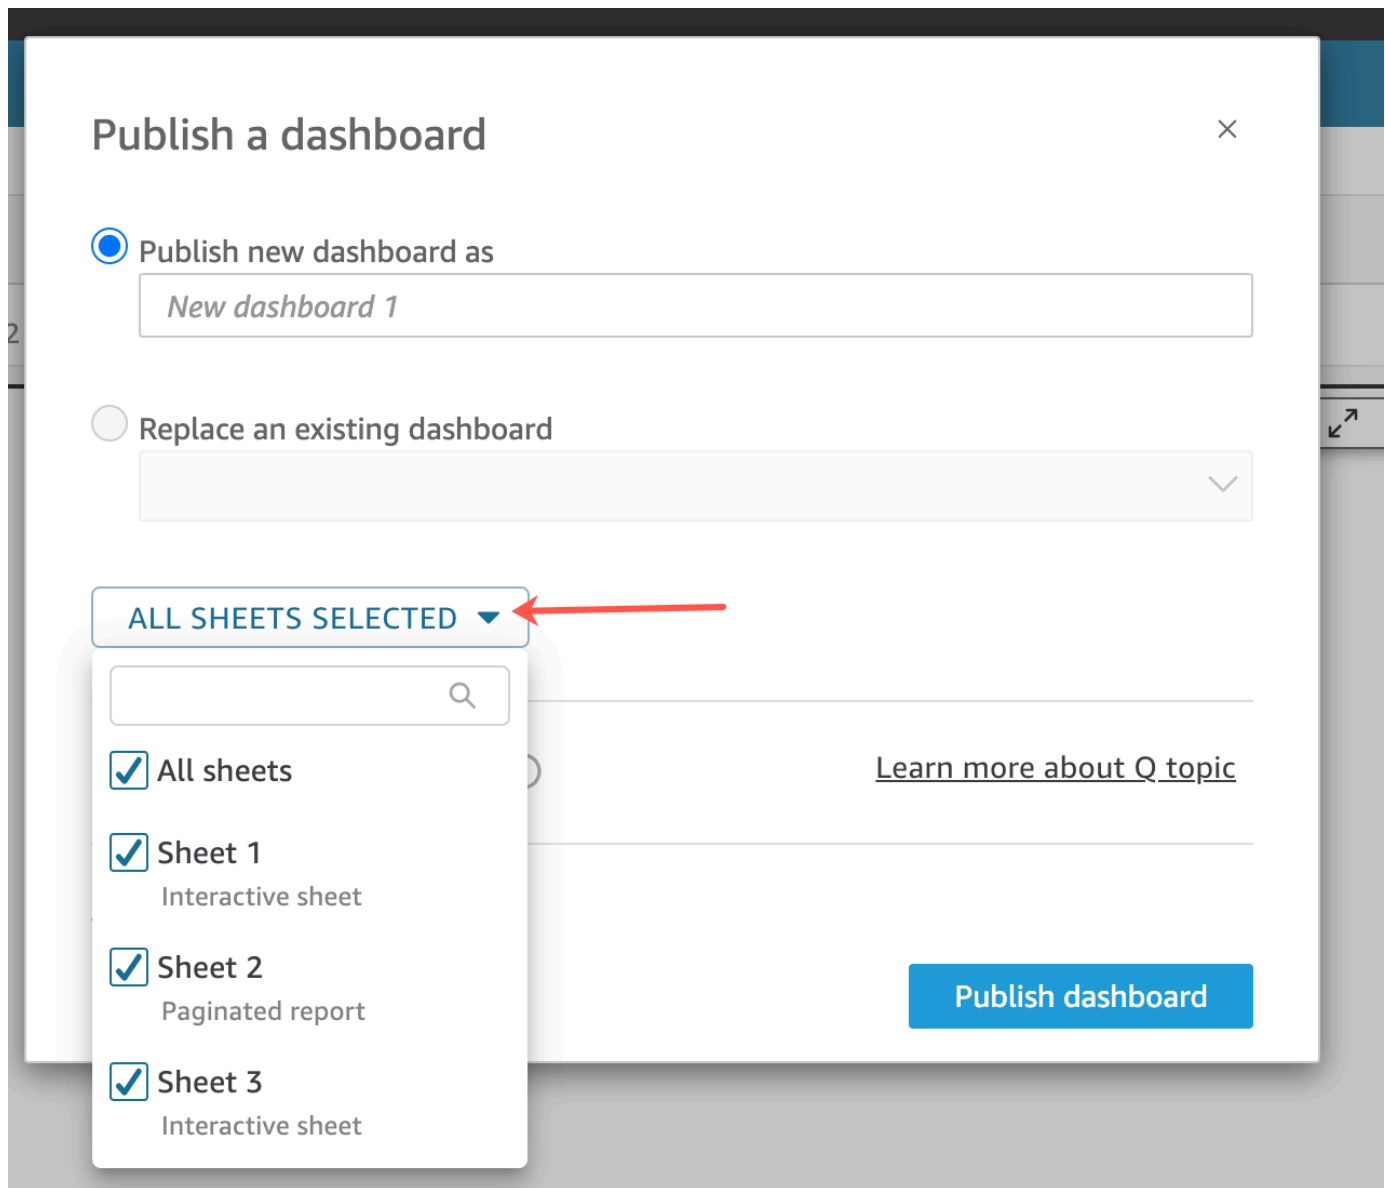 Publish a dashboard
Publish new dashboard as
New dashboard 1
2
Replace an existing dashboard
ALL SHEETS SELECTED
All sheets
Learn more about Q topic
Sheet 1
Interactive sheet
Sheet 2
Paginated report
Publish dashboard
Sheet 3
Interactive sheet